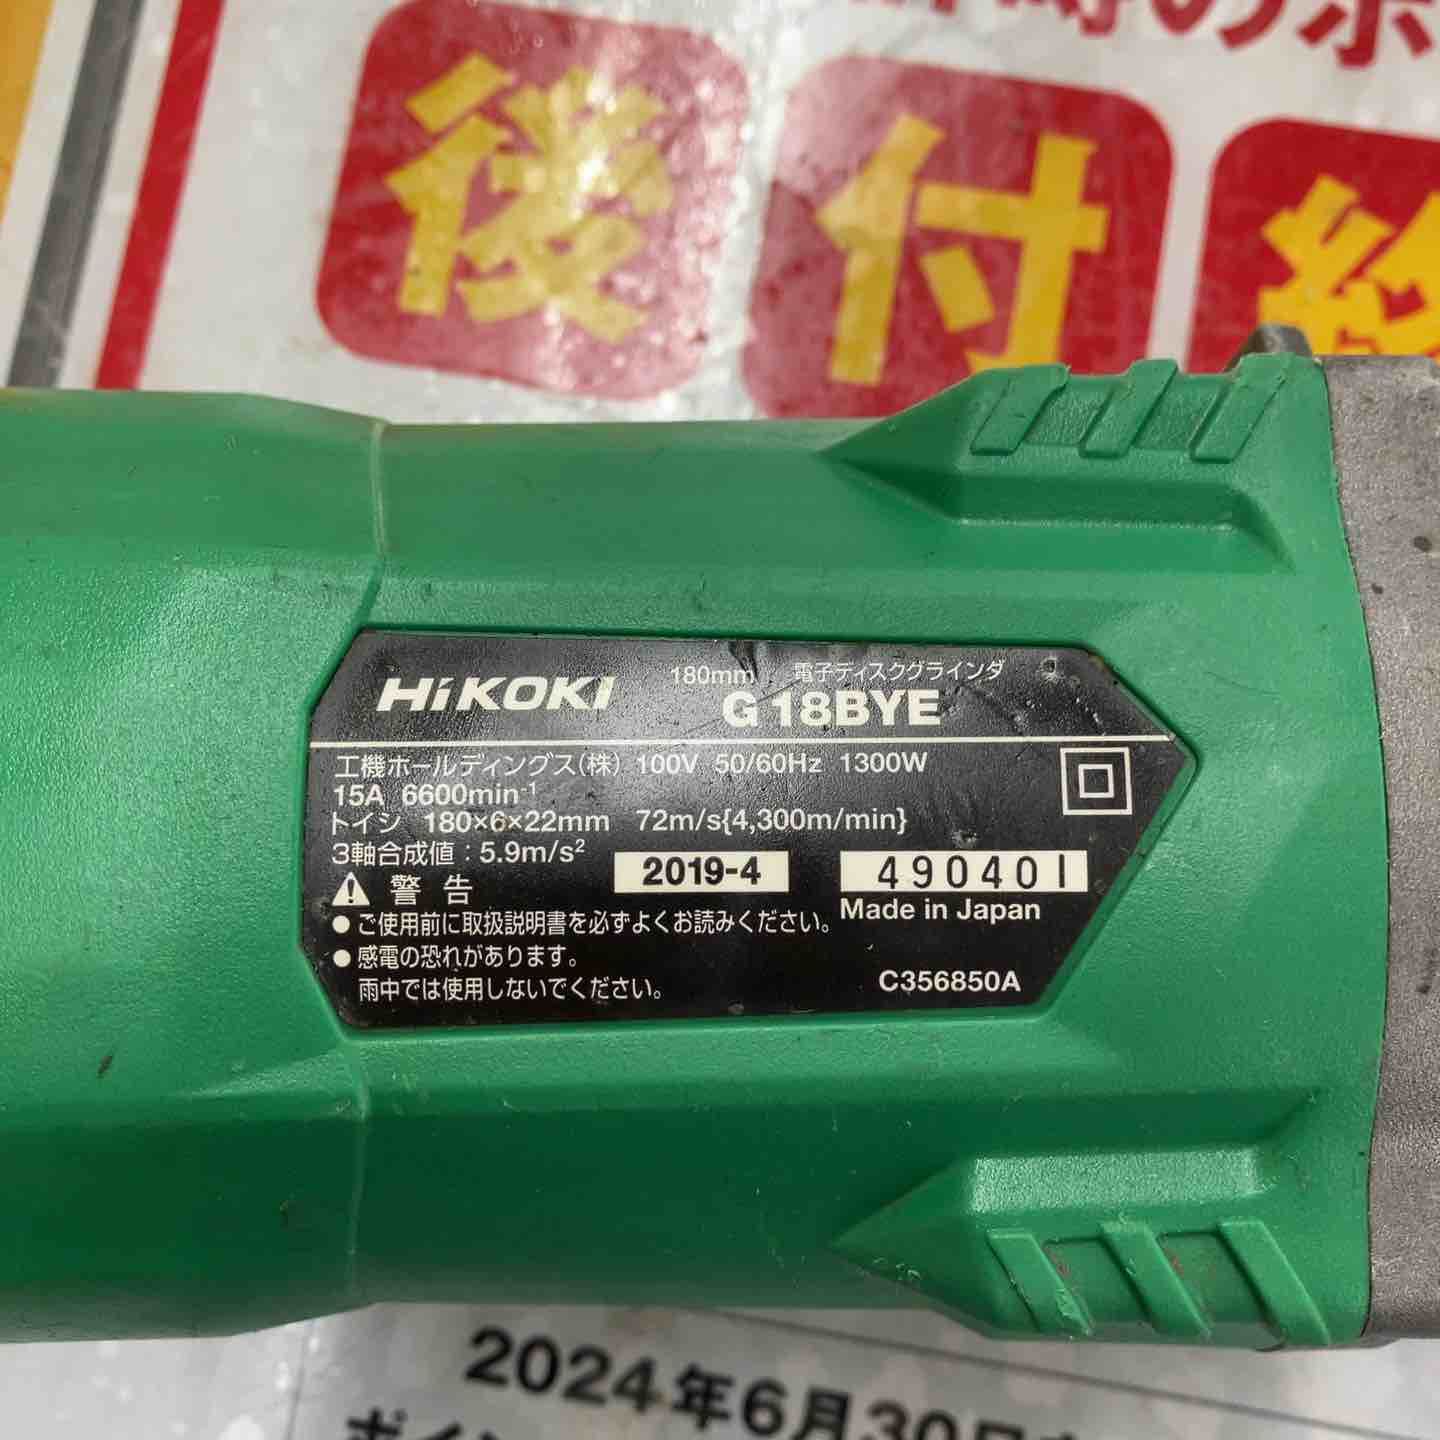 後付
HiKOKI 180mm 電子ディスクグラインダ
G 18BYE
工機ホールディングス(株) 100V 50/60Hz 1300W
15A 6600min⁻¹
トイシ 180×6×22mm 72m/s{4,300m/min}
3軸合成値：5.9m/s²
2019-4 490401
警告 Made in Japan
●ご使用前に取扱説明書を必ずよくお読みください。
●感電の恐れがあります。
雨中では使用しないでください。
C356850A
2024年6月30日
ポイン